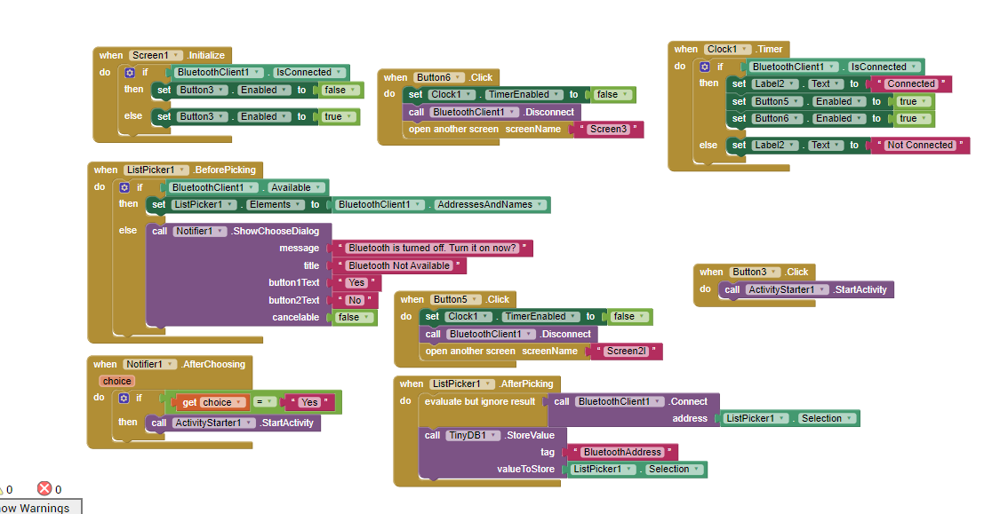 when Screen1 .Initialize
do if BluetoothClient1 . IsConnected
then set Button3 . Enabled to false
else set Button3 . Enabled to true
when Button6 .Click
do set Clock1 . TimerEnabled to false
call BluetoothClient1 .Disconnect
open another screen screenName " Screen3 "
when Clock1 .Timer
do if BluetoothClient1 . IsConnected
then set Label2 . Text to " Connected "
set Button5 . Enabled to true
set Button6 . Enabled to true
else set Label2 . Text to " Not Connected "
when ListPicker1 .BeforePicking
do if BluetoothClient1 . Available
then set ListPicker1 . Elements to BluetoothClient1 . AddressesAndNames
else call Notifier1 .ShowChooseDialog
message " Bluetooth is turned off. Turn it on now? "
title " Bluetooth Not Available "
button1Text " Yes "
button2Text " No "
cancelable false
when Button3 .Click
do call ActivityStarter1 .StartActivity
when Button5 .Click
do set Clock1 . TimerEnabled to false
call BluetoothClient1 .Disconnect
open another screen screenName " Screen2l "
when Notifier1 .AfterChoosing
choice
do if get choice = " Yes "
then call ActivityStarter1 .StartActivity
when ListPicker1 .AfterPicking
do evaluate but ignore result call BluetoothClient1 .Connect
address ListPicker1 . Selection
call TinyDB1 .StoreValue
tag " BluetoothAddress "
valueToStore ListPicker1 . Selection
0 0
ow Warnings